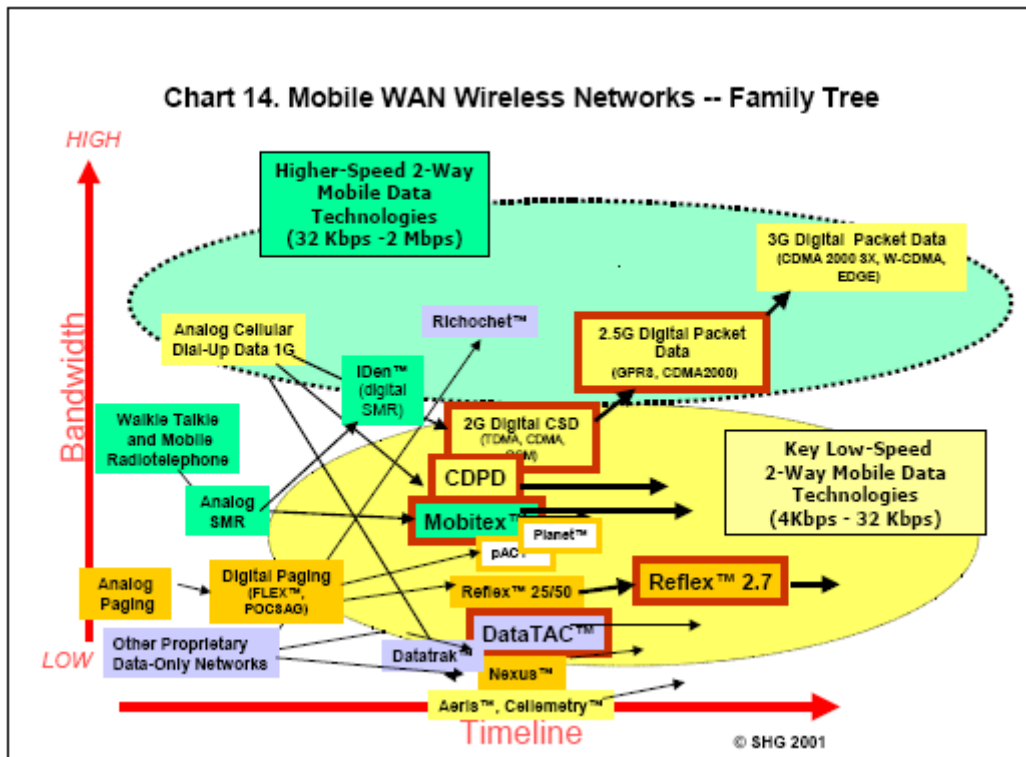 Chart 14. Mobile WAN Wireless Networks -- Family Tree
HIGH
Higher-Speed 2-Way
Mobile Data
Technologies
(32 Kbps -2 Mbps)
3G Digital Packet Data
(CDMA 2000 SX, W-CDMA,
EDGE)
Richochet™
Analog Cellular
Dial-Up Data 1G
2.5G Digital Packet
Data
(GPRS, CDMA2000)
IDen™
(digital
SMR)
Bandwidth
Walkie Talkie
and Mobile
Radiotelephone
2G Digital CSD
(TDMA, CDMA,
Key Low-Speed
2-Way Mobile Data
Technologies
(4Kbps - 32 Kbps)
CDPD
Analog
SMR
Mobitex™
Planet™
pACT
Analog
Paging
Digital Paging
(FLEX™,
POCSAG)
Reflex™ 25/50
Reflex™ 2.7
Other Proprietary
Data-Only Networks
DataTAC™
Datatrak™
LOW
Nexus™
Aeris™, Cellemetry™
Timeline
© SHG 2001